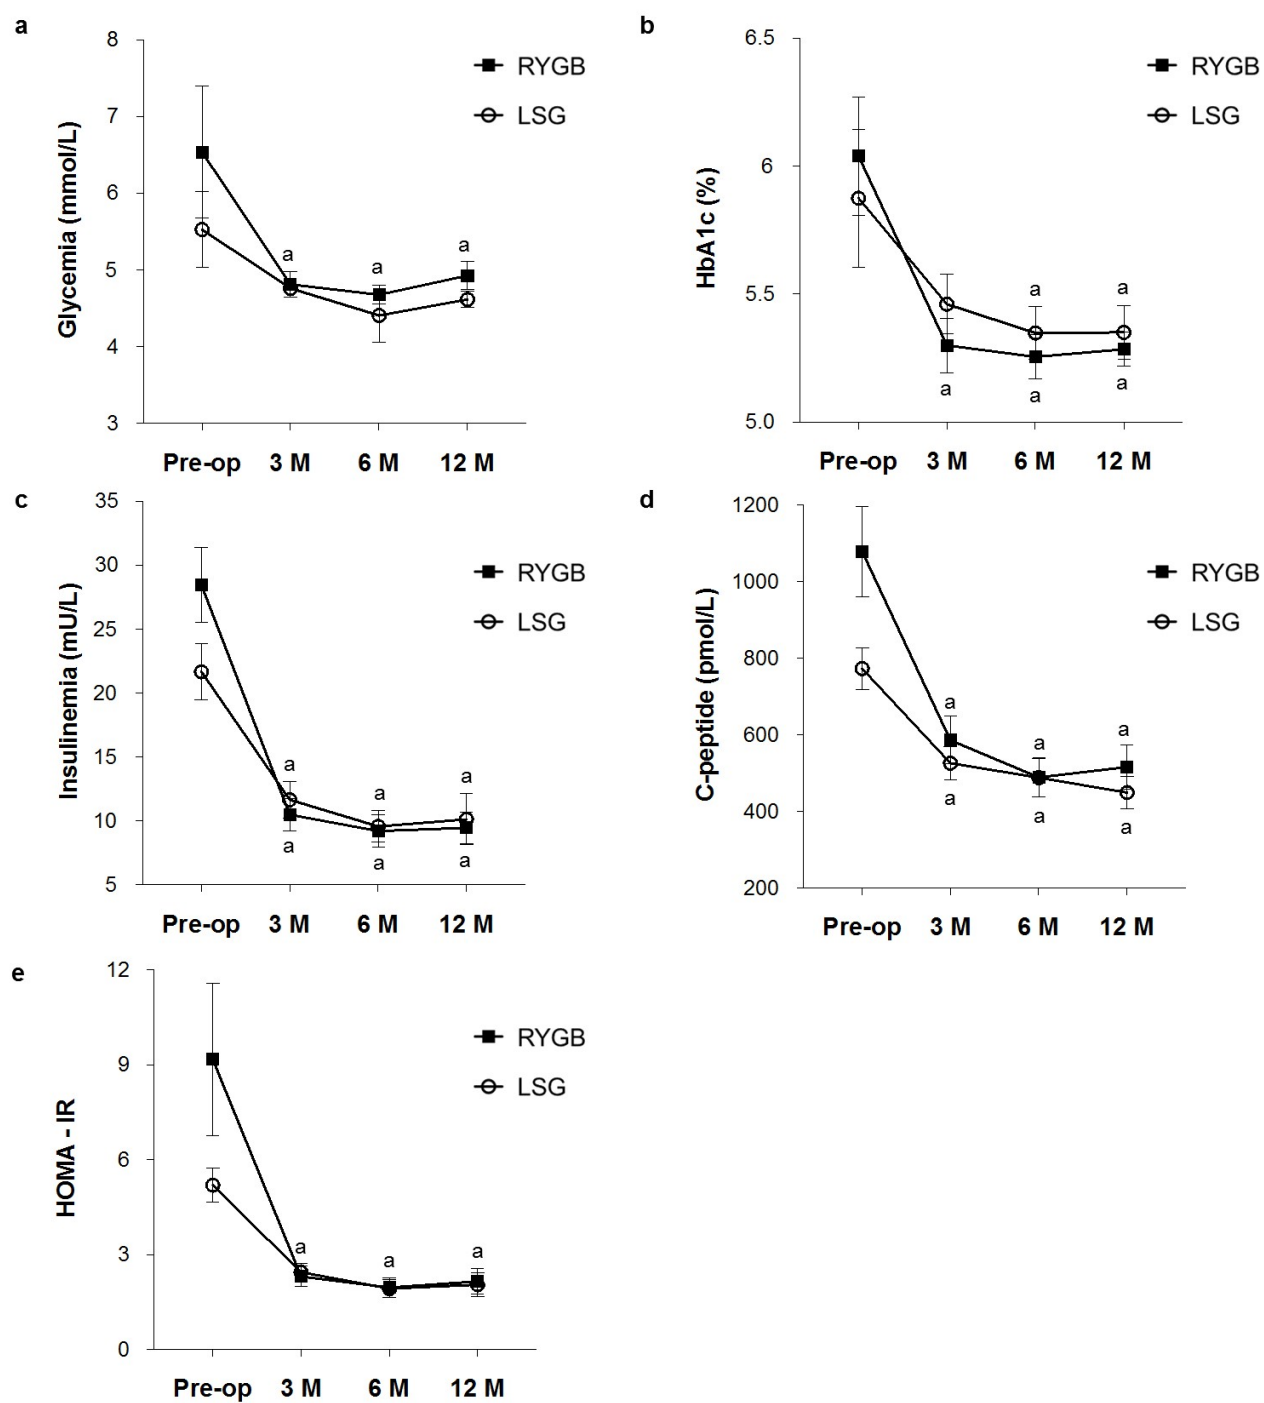 a
8
7
6
5
4
3
Glycemia (mmol/L)
RYGB
LSG
a
a
a
Pre-op 3 M 6 M 12 M
b
6.5
6
5.5
5.0
HbA1c (%)
RYGB
LSG
a
a
a
a
a
Pre-op 3 M 6 M 12 M
c
35
30
25
20
15
10
5
Insulinemia (mU/L)
RYGB
LSG
a
a
a
a
a
a
Pre-op 3 M 6 M 12 M
d
1200
1000
800
600
400
200
C-peptide (pmol/L)
RYGB
LSG
a
a
a
a
a
a
Pre-op 3 M 6 M 12 M
e
12
9
6
3
0
HOMA - IR
RYGB
LSG
a
a
a
Pre-op 3 M 6 M 12 M